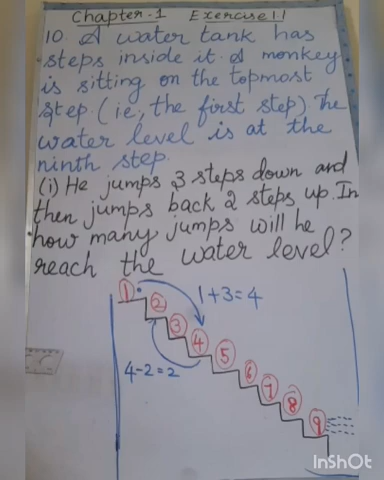 Chapter-1 Exercise 1.1
10. A water tank has
steps inside it. A monkey
is sitting on the topmost
step. (ie, the first step). The
water level is at the
ninth step.
(i) He jumps 3 steps down and
then jumps back 2 steps up. In
how many jumps will he
reach the water level?
1
1+3=4
2
3
4
4-2=2
5
6
7
8
9
InShOt